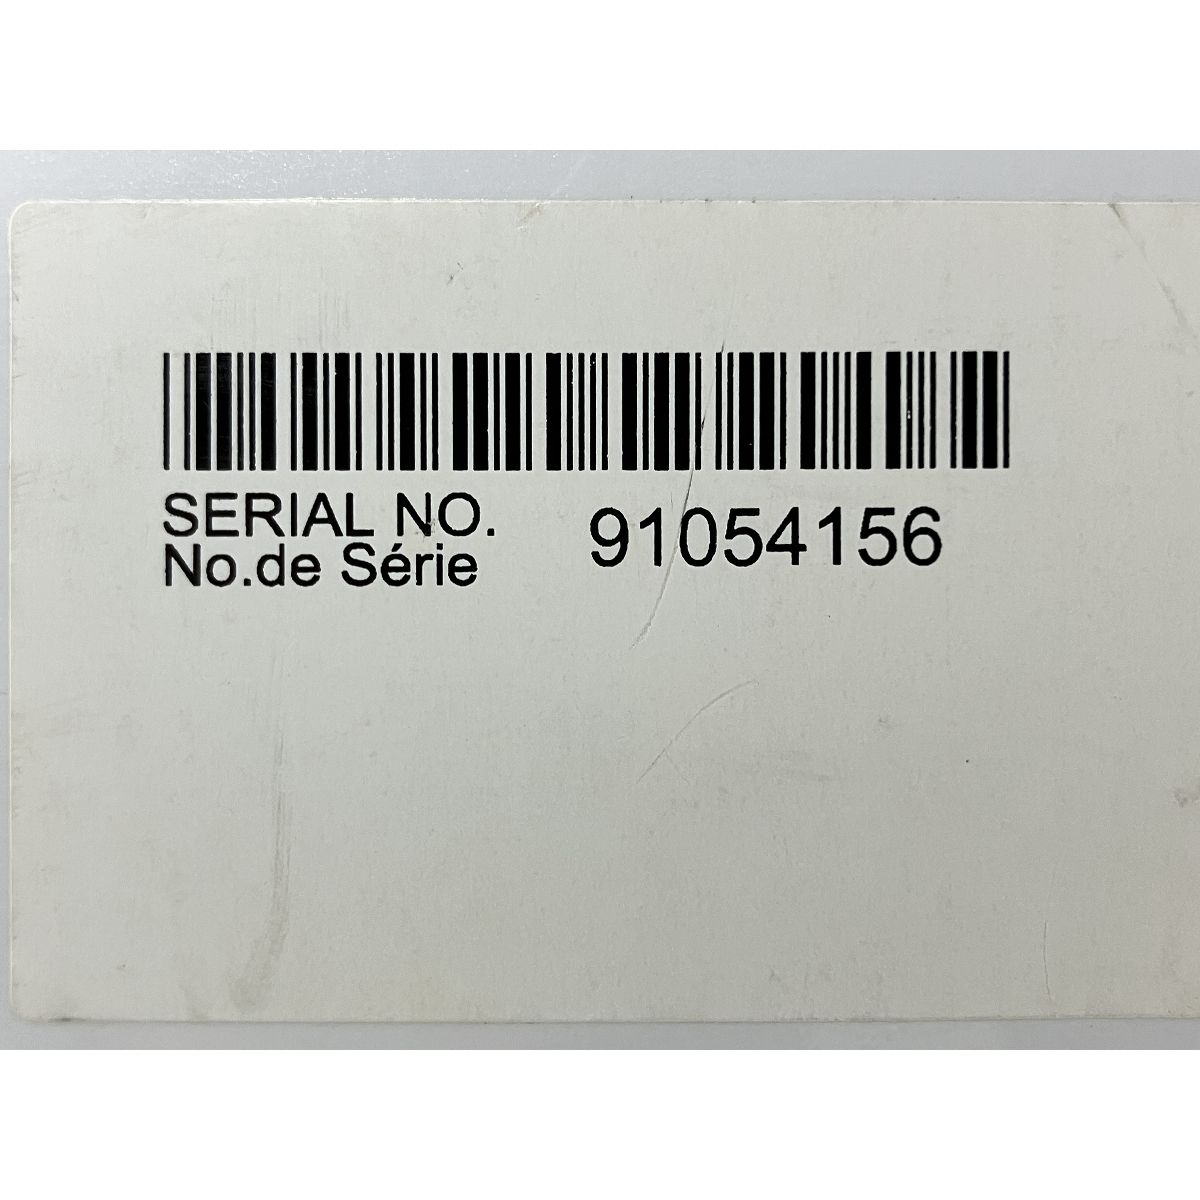 SERIAL NO.
No.de Série
91054156